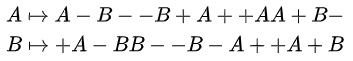 A ↦ A − B − −B + A + +AA + B−
B ↦ +A − BB − −B − A + +A + B